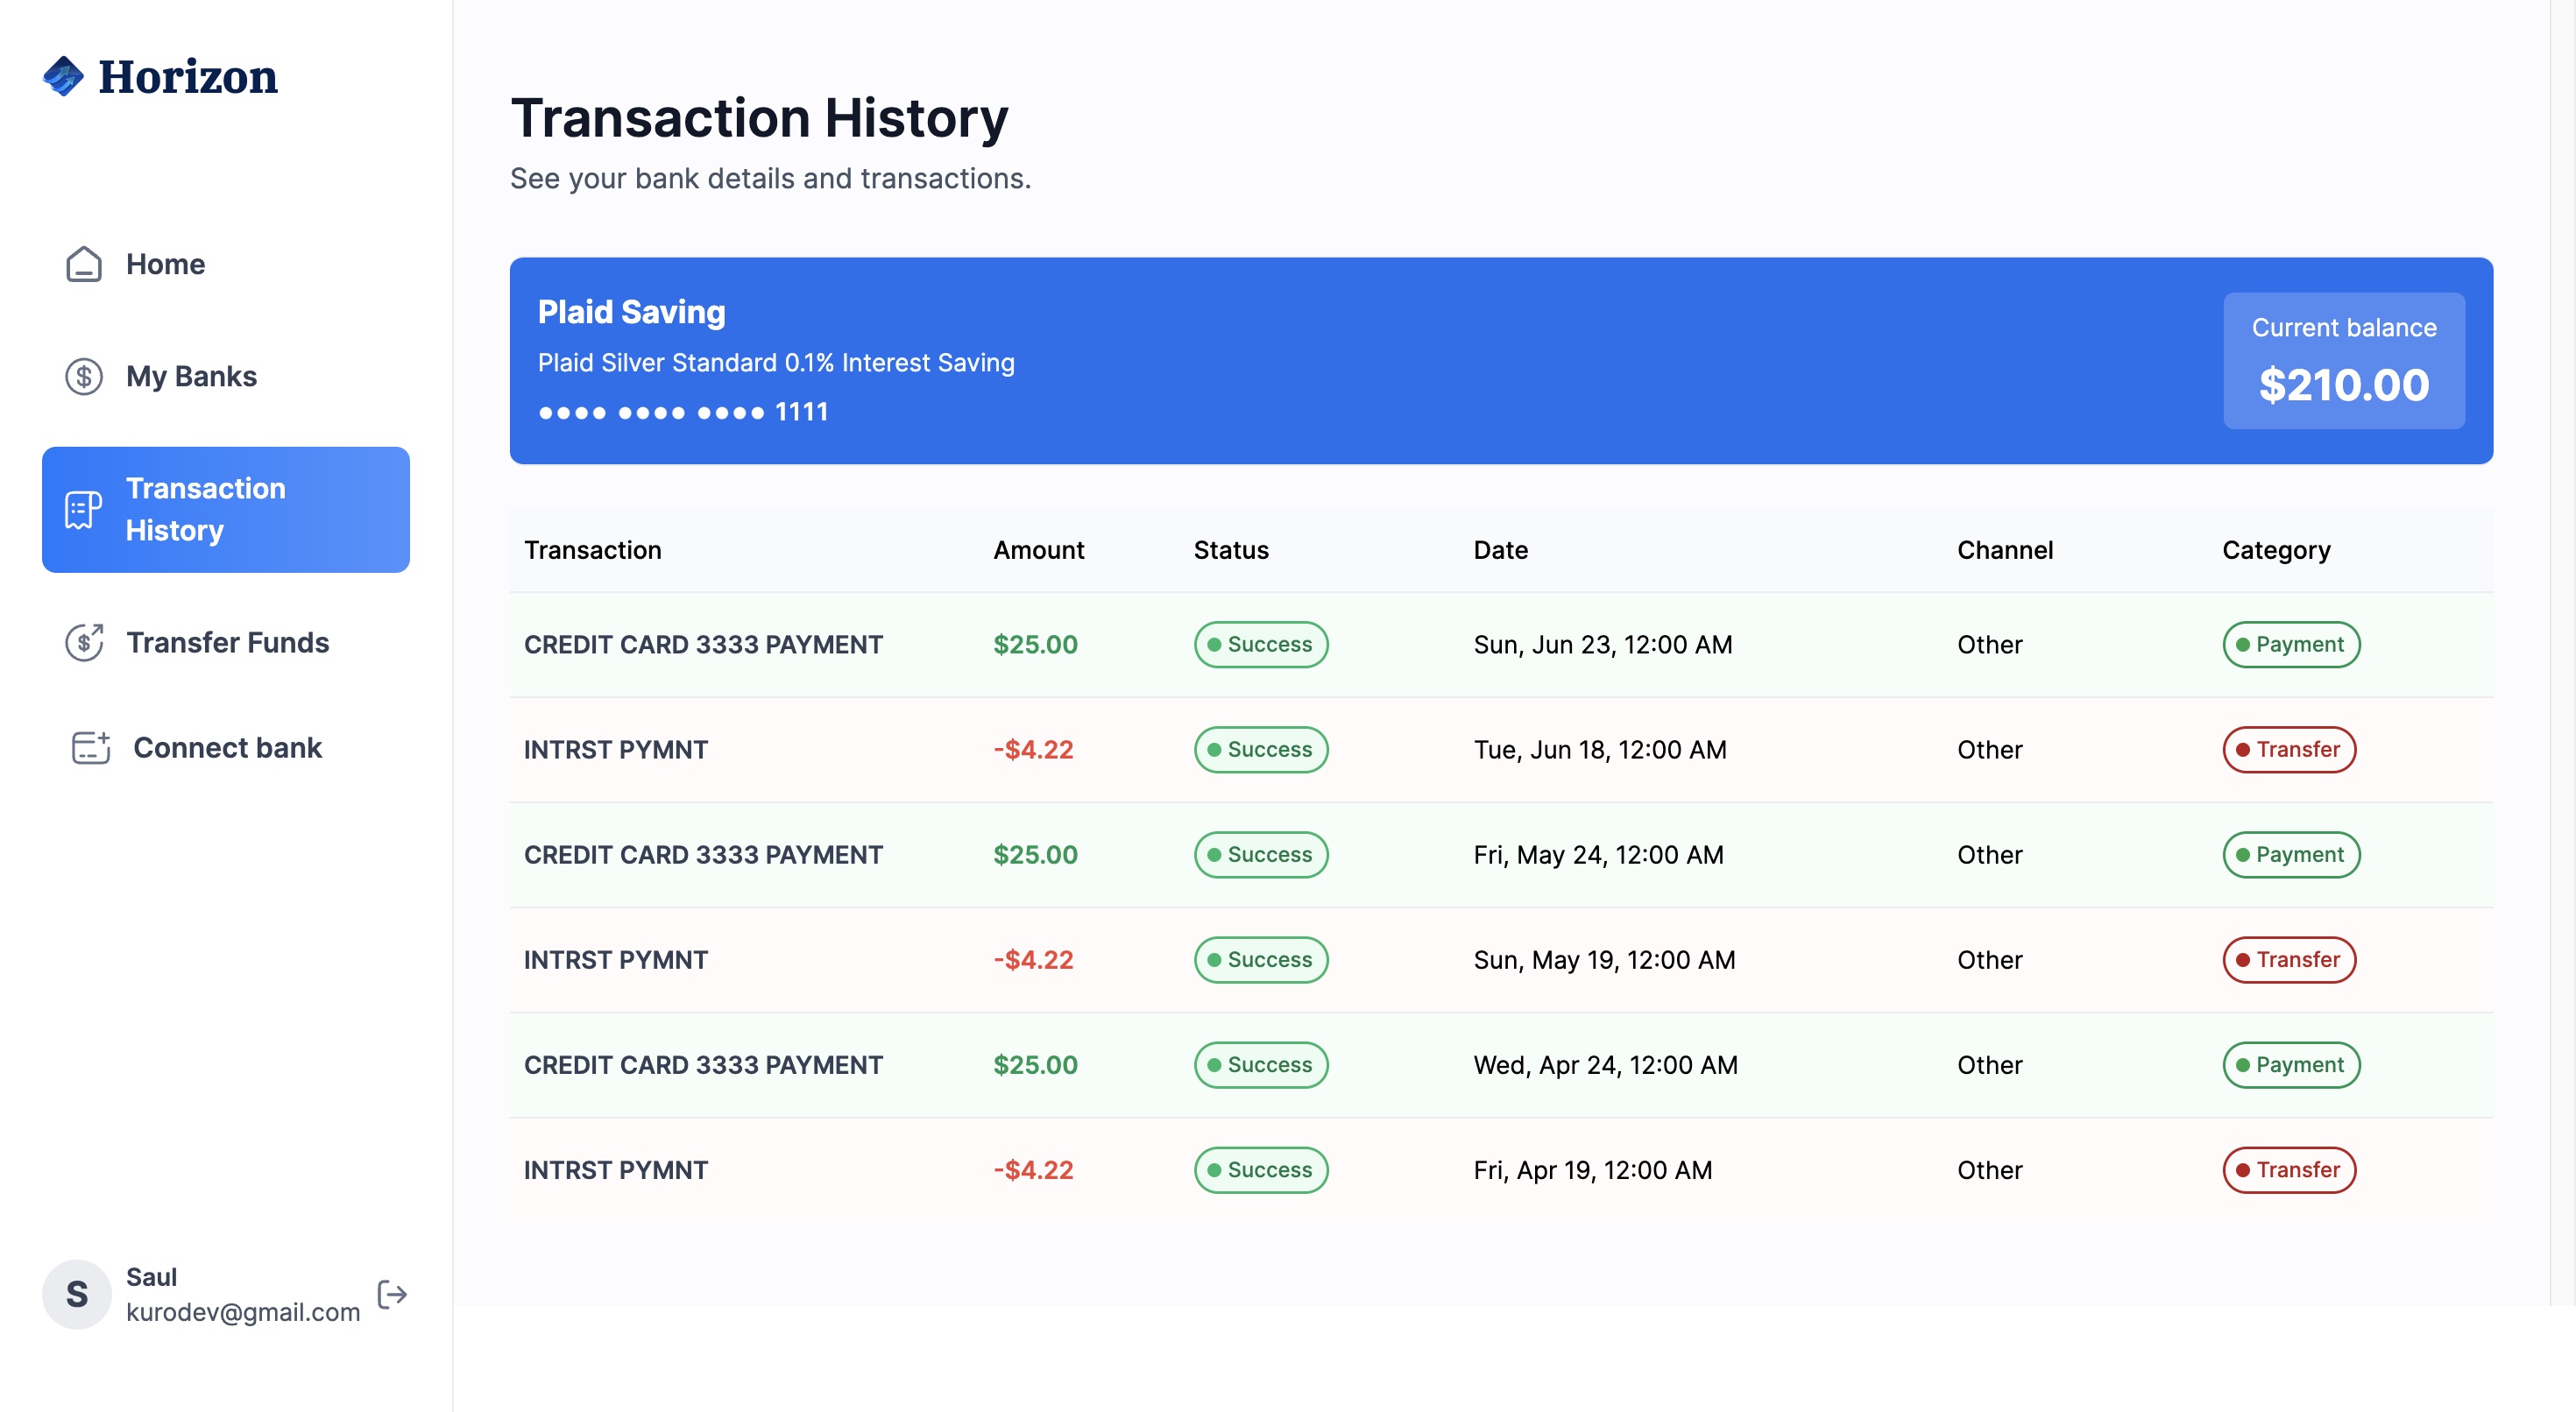 Horizon
Home
My Banks
Transaction
History
Transfer Funds
Connect bank
S
Saul
kurodev@gmail.com
Transaction History
See your bank details and transactions.
Plaid Saving
Plaid Silver Standard 0.1% Interest Saving
●●●● ●●●● ●●●● 1111
Current balance
$210.00
Transaction Amount Status Date Channel Category
CREDIT CARD 3333 PAYMENT $25.00 Success Sun, Jun 23, 12:00 AM Other Payment
INTRST PYMNT -$4.22 Success Tue, Jun 18, 12:00 AM Other Transfer
CREDIT CARD 3333 PAYMENT $25.00 Success Fri, May 24, 12:00 AM Other Payment
INTRST PYMNT -$4.22 Success Sun, May 19, 12:00 AM Other Transfer
CREDIT CARD 3333 PAYMENT $25.00 Success Wed, Apr 24, 12:00 AM Other Payment
INTRST PYMNT -$4.22 Success Fri, Apr 19, 12:00 AM Other Transfer